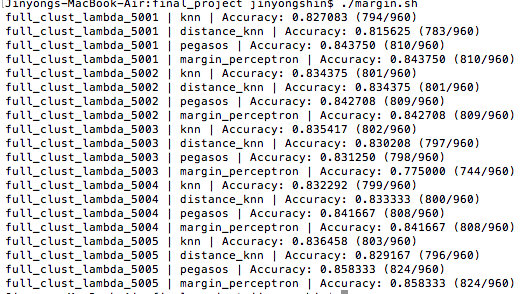 Jinyongs-MacBook-Air:final_project jinyongshin$ ./margin.sh
full_clust_lambda_5001 | knn | Accuracy: 0.827083 (794/960)
full_clust_lambda_5001 | distance_knn | Accuracy: 0.815625 (783/960)
full_clust_lambda_5001 | pegasos | Accuracy: 0.843750 (810/960)
full_clust_lambda_5001 | margin_perceptron | Accuracy: 0.843750 (810/960)
full_clust_lambda_5002 | knn | Accuracy: 0.834375 (801/960)
full_clust_lambda_5002 | distance_knn | Accuracy: 0.834375 (801/960)
full_clust_lambda_5002 | pegasos | Accuracy: 0.842708 (809/960)
full_clust_lambda_5002 | margin_perceptron | Accuracy: 0.842708 (809/960)
full_clust_lambda_5003 | knn | Accuracy: 0.835417 (802/960)
full_clust_lambda_5003 | distance_knn | Accuracy: 0.830208 (797/960)
full_clust_lambda_5003 | pegasos | Accuracy: 0.831250 (798/960)
full_clust_lambda_5003 | margin_perceptron | Accuracy: 0.775000 (744/960)
full_clust_lambda_5004 | knn | Accuracy: 0.832292 (799/960)
full_clust_lambda_5004 | distance_knn | Accuracy: 0.833333 (800/960)
full_clust_lambda_5004 | pegasos | Accuracy: 0.841667 (808/960)
full_clust_lambda_5004 | margin_perceptron | Accuracy: 0.841667 (808/960)
full_clust_lambda_5005 | knn | Accuracy: 0.836458 (803/960)
full_clust_lambda_5005 | distance_knn | Accuracy: 0.829167 (796/960)
full_clust_lambda_5005 | pegasos | Accuracy: 0.858333 (824/960)
full_clust_lambda_5005 | margin_perceptron | Accuracy: 0.858333 (824/960)